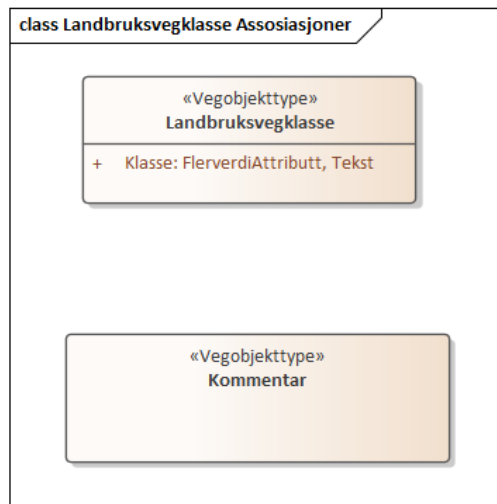 class Landbruksvegklasse Assosiasjoner
«Vegobjekttype»
Landbruksvegklasse
+ Klasse: FlerverdiAttributt, Tekst
«Vegobjekttype»
Kommentar